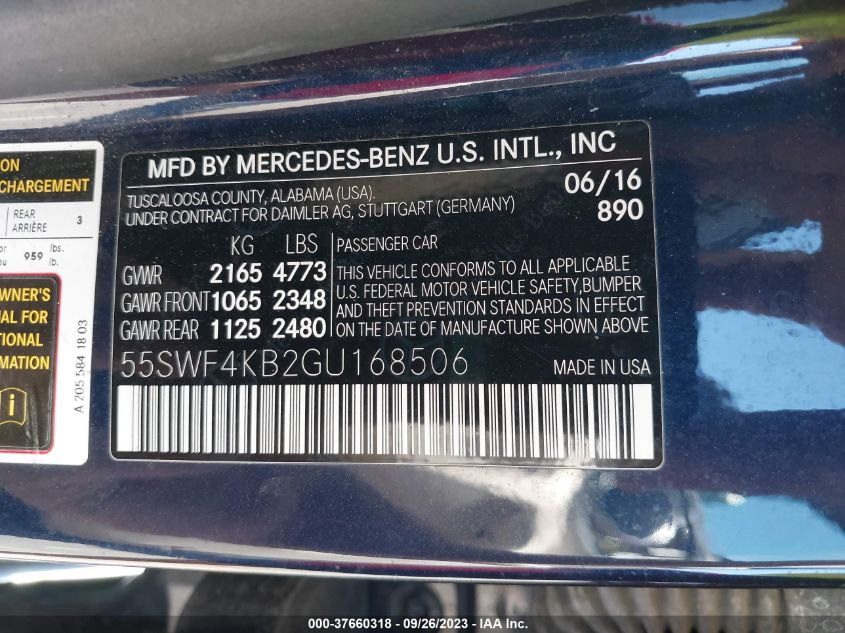 ON
CHARGEMENT
REAR
ARRIÈRE 3
or
ou 959 lbs.
lb.
WNER'S
AL FOR
TIONAL
MATION
A 205 584 18 03
MFD BY MERCEDES-BENZ U.S. INTL., INC
TUSCALOOSA COUNTY, ALABAMA (USA). 06/16
UNDER CONTRACT FOR DAIMLER AG, STUTTGART (GERMANY) 890
KG LBS
GVWR 2165 4773
GAWR FRONT 1065 2348
GAWR REAR 1125 2480
PASSENGER CAR
THIS VEHICLE CONFORMS TO ALL APPLICABLE
U.S. FEDERAL MOTOR VEHICLE SAFETY,BUMPER
AND THEFT PREVENTION STANDARDS IN EFFECT
ON THE DATE OF MANUFACTURE SHOWN ABOVE
55SWF4KB2GU168506 MADE IN USA
000-37660318 - 09/26/2023 - IAA Inc.